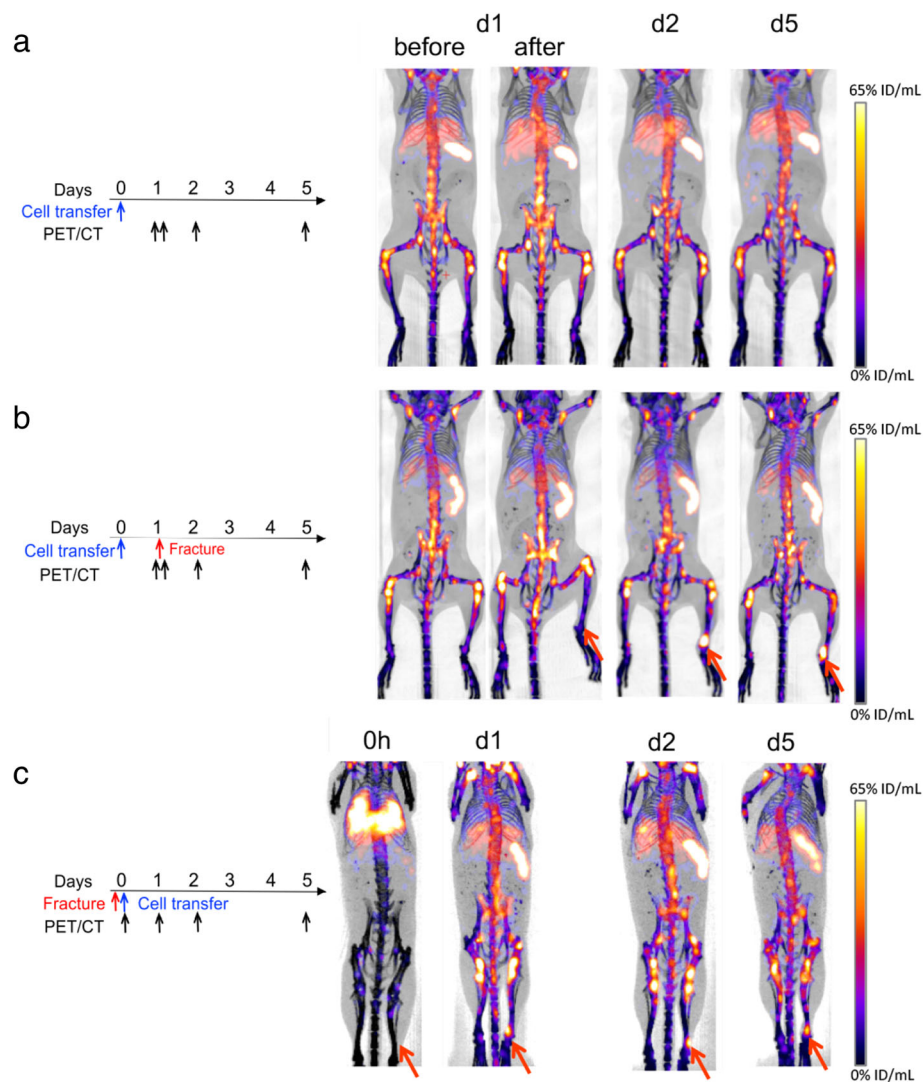 a
d1
d2
d5
before
after
65% ID/mL
Days 0 1 2 3 4 5
Cell transfer
PET/CT
0% ID/mL
b
65% ID/mL
Days 0 1 2 3 4 5
Cell transfer Fracture
PET/CT
0% ID/mL
0h d1 d2 d5
c
65% ID/mL
Days 0 1 2 3 4 5
Fracture Cell transfer
PET/CT
0% ID/mL